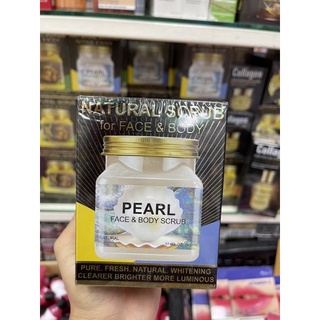 NATURAL SCRUB
for FACE & BODY
PEARL
FACE & BODY SCRUB
PURE. FRESH. NATURAL. WHITENING
CLEARER BRIGHTER MORE LUMINOUS
Collagen